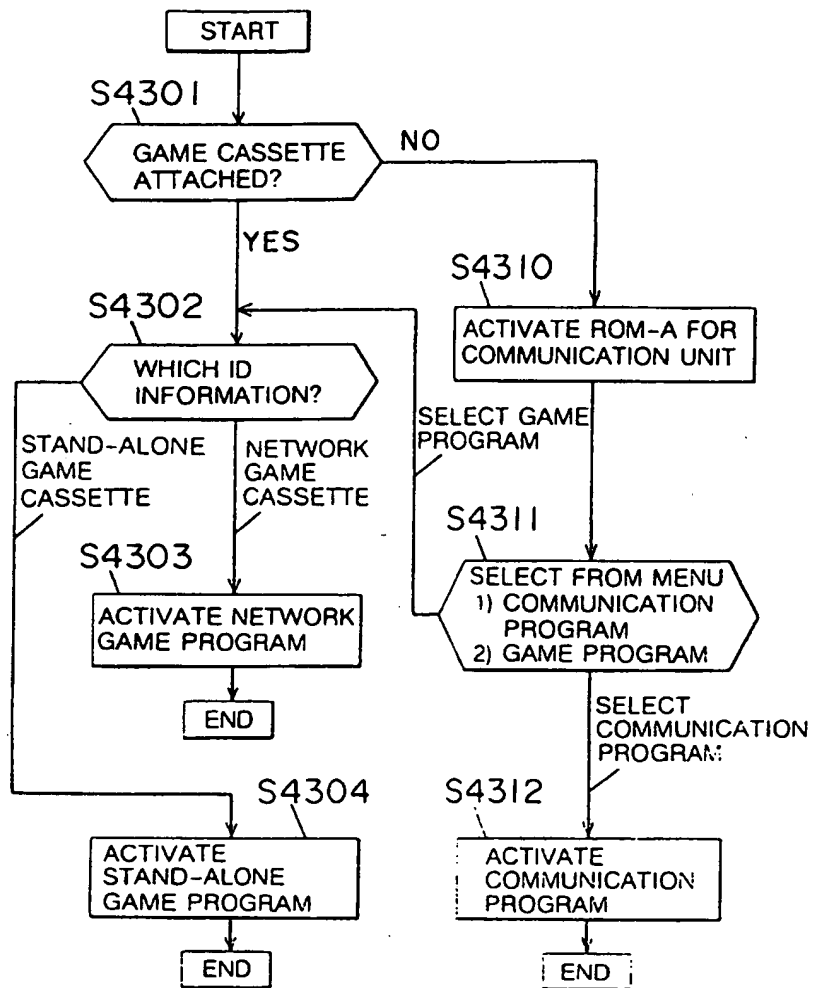 START
S4301
GAME CASSETTE
ATTACHED?
NO
YES
S4310
ACTIVATE ROM-A FOR
COMMUNICATION UNIT
S4302
WHICH ID
INFORMATION?
SELECT GAME
PROGRAM
STAND-ALONE
GAME
CASSETTE
NETWORK
GAME
CASSETTE
S4311
SELECT FROM MENU
1) COMMUNICATION
PROGRAM
2) GAME PROGRAM
S4303
ACTIVATE NETWORK
GAME PROGRAM
END
SELECT
COMMUNICATION
PROGRAM
S4304
ACTIVATE
STAND-ALONE
GAME PROGRAM
END
S4312
ACTIVATE
COMMUNICATION
PROGRAM
END